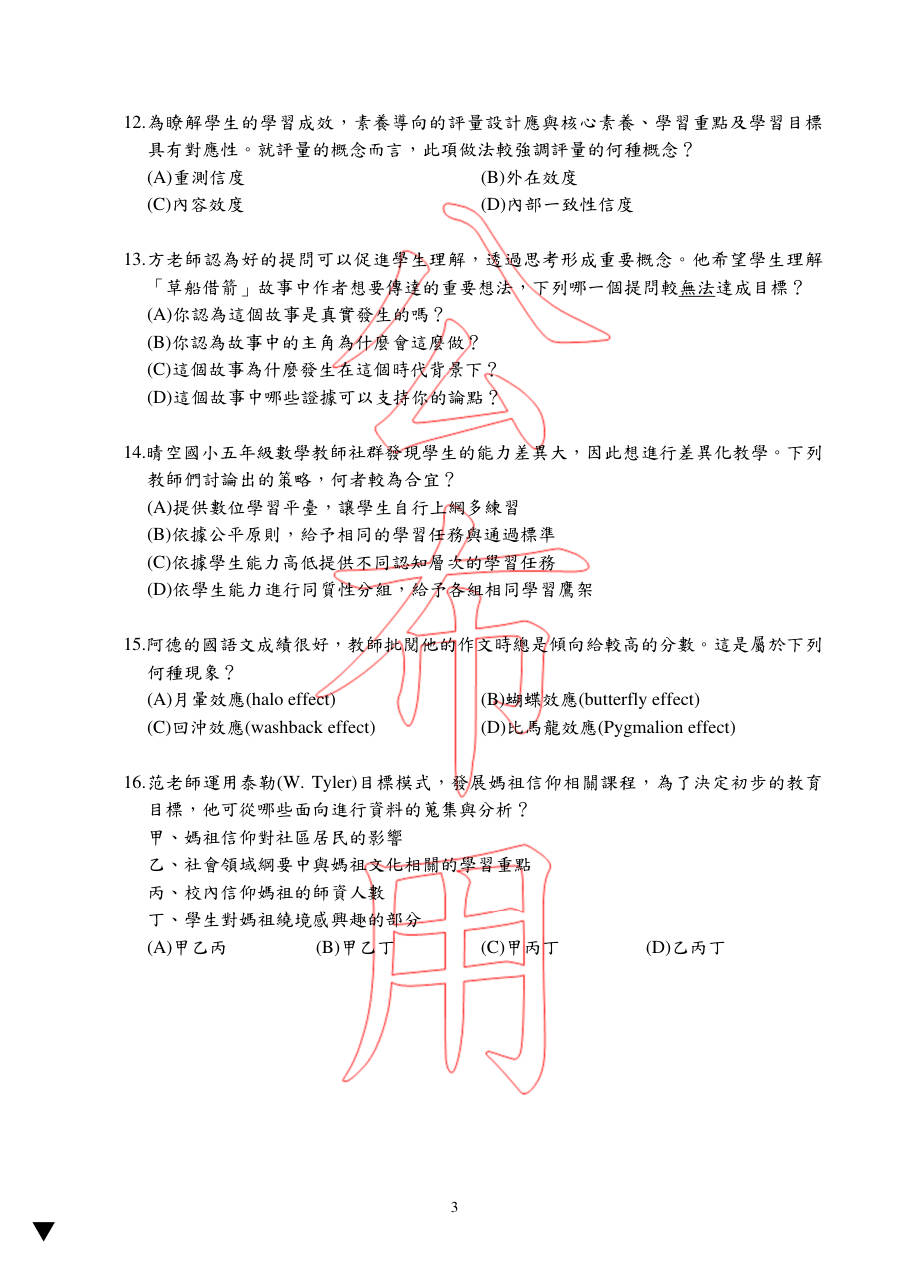 12.為瞭解學生的學習成效，素養導向的評量設計應與核心素養、學習重點及學習目標
具有對應性。就評量的概念而言，此項做法較強調評量的何種概念？
(A)重測信度 (B)外在效度
(C)內容效度 (D)內部一致性信度
13.方老師認為好的提問可以促進學生理解，透過思考形成重要概念。他希望學生理解
「草船借箭」故事中作者想要傳達的重要想法，下列哪一個提問較無法達成目標？
(A)你認為這個故事是真實發生的嗎？
(B)你認為故事中的主角為什麼會這麼做？
(C)這個故事為什麼發生在這個時代背景下？
(D)這個故事中哪些證據可以支持你的論點？
14.晴空國小五年級數學教師社群發現學生的能力差異大，因此想進行差異化教學。下列
教師們討論出的策略，何者較為合宜？
(A)提供數位學習平臺，讓學生自行上網多練習
(B)依據公平原則，給予相同的學習任務與通過標準
(C)依據學生能力高低提供不同認知層次的學習任務
(D)依學生能力進行同質性分組，給予各組相同學習鷹架
15.阿德的國語文成績很好，教師批閱他的作文時總是傾向給較高的分數。這是屬於下列
何種現象？
(A)月暈效應(halo effect) (B)蝴蝶效應(butterfly effect)
(C)回沖效應(washback effect) (D)比馬龍效應(Pygmalion effect)
16.范老師運用泰勒(W. Tyler)目標模式，發展媽祖信仰相關課程，為了決定初步的教育
目標，他可從哪些面向進行資料的蒐集與分析？
甲、媽祖信仰對社區居民的影響
乙、社會領域綱要中與媽祖文化相關的學習重點
丙、校內信仰媽祖的師資人數
丁、學生對媽祖繞境感興趣的部分
(A)甲乙丙 (B)甲乙丁 (C)甲丙丁 (D)乙丙丁
公布用
3